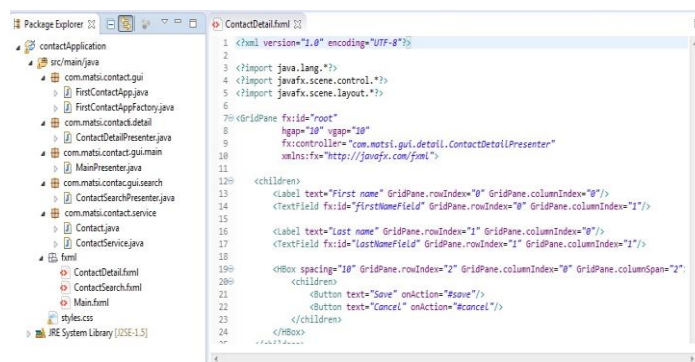 Package Explorer
contactApplication
src/main/java
com.matsi.contact.gui
FirstContactApp.java
FirstContactAppFactory.java
com.matsi.contacti.detail
ContactDetailPresenter.java
com.matsi.contact.gui.main
MainPresenter.java
com.matsi.contac.gui.search
ContactSearchPresenter.java
com.matsi.contact.service
Contact.java
ContactService.java
fxml
ContactDetail.fxml
ContactSearch.fxml
Main.fxml
styles.css
JRE System Library [J2SE-1.5]
ContactDetail.fxml
1 <?xml version="1.0" encoding="UTF-8"?>
2
3 <?import java.lang.*?>
4 <?import javafx.scene.control.*?>
5 <?import javafx.scene.layout.*?>
6
7 <GridPane fx:id="root"
8 hgap="10" vgap="10"
9 fx:controller="com.matsi.gui.detail.ContactDetailPresenter"
10 xmlns:fx="http://javafx.com/fxml">
11
12 <children>
13 <Label text="First name" GridPane.rowIndex="0" GridPane.columnIndex="0"/>
14 <TextField fx:id="firstNameField" GridPane.rowIndex="0" GridPane.columnIndex="1"/>
15
16 <Label text="Last name" GridPane.rowIndex="1" GridPane.columnIndex="0"/>
17 <TextField fx:id="lastNameField" GridPane.rowIndex="1" GridPane.columnIndex="1"/>
18
19 <HBox spacing="10" GridPane.rowIndex="2" GridPane.columnIndex="0" GridPane.columnSpan="2"
20 <children>
21 <Button text="Save" onAction="#save"/>
22 <Button text="Cancel" onAction="#cancel"/>
23 </children>
24 </HBox>